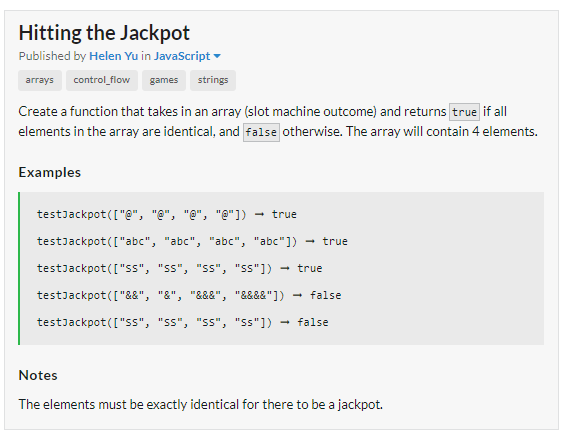 Hitting the Jackpot
Published by Helen Yu in JavaScript
arrays control_flow games strings
Create a function that takes in an array (slot machine outcome) and returns true if all
elements in the array are identical, and false otherwise. The array will contain 4 elements.
Examples
testJackpot(["@", "@", "@", "@"]) → true
testJackpot(["abc", "abc", "abc", "abc"]) → true
testJackpot(["SS", "SS", "SS", "SS"]) → true
testJackpot(["&&", "&", "&&&", "&&&&"]) → false
testJackpot(["SS", "SS", "SS", "Ss"]) → false
Notes
The elements must be exactly identical for there to be a jackpot.